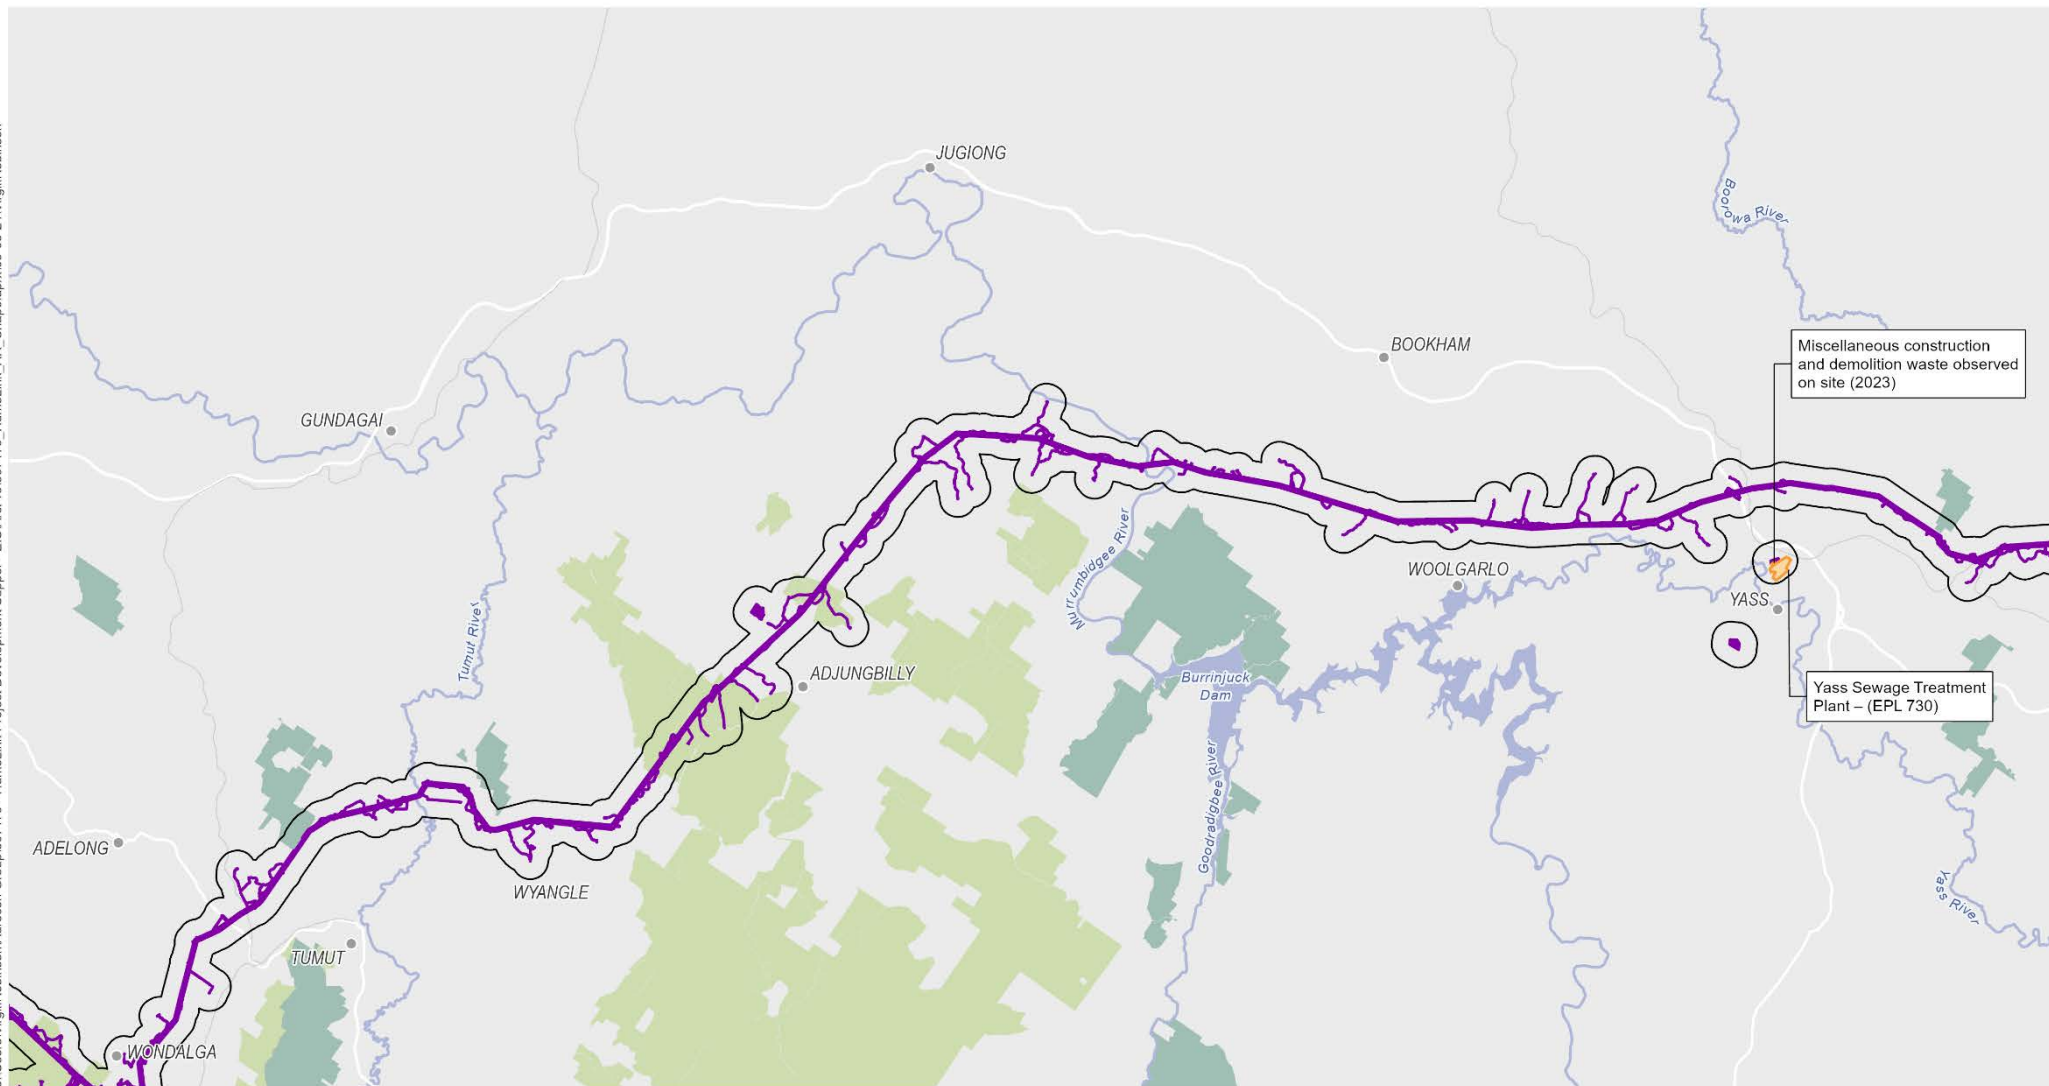 JUGIONG
Borowa River
Miscellaneous construction
and demolition waste observed
on site (2023)
BOOKHAM
GUNDAGAI
Murrumbidgee River
WOOLGARLO
YASS
Tumut River
ADJUNGBILLY
Burrinjuck
Dam
Yass Sewage Treatment
Plant – (EPL 730)
Goodradigbee River
ADELONG
WYANGLE
Yass River
TUMUT
WONDALGA